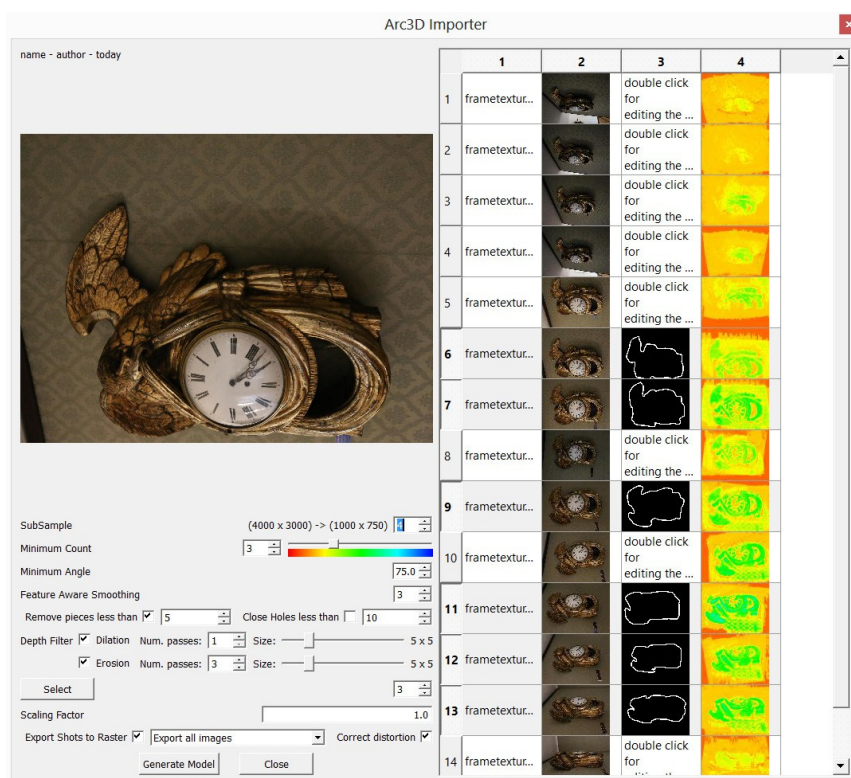 Arc3D Importer
name - author - today
SubSample (4000 x 3000) -> (1000 x 750) 4
Minimum Count 3
Minimum Angle 75.0
Feature Aware Smoothing 3
Remove pieces less than 5 Close Holes less than 10
Depth Filter Dilation Num. passes: 1 Size: 5 x 5
Erosion Num. passes: 3 Size: 5 x 5
Select 3
Scaling Factor 1.0
Export Shots to Raster Export all images Correct distortion
Generate Model Close
1 2 3 4
1 frametextur... double click
for
editing the ...
2 frametextur... double click
for
editing the ...
3 frametextur... double click
for
editing the ...
4 frametextur... double click
for
editing the ...
5 frametextur... double click
for
editing the ...
6 frametextur...
7 frametextur...
8 frametextur... double click
for
editing the ...
9 frametextur...
10 frametextur... double click
for
editing the ...
11 frametextur...
12 frametextur...
13 frametextur...
14 frametextur... double click
for